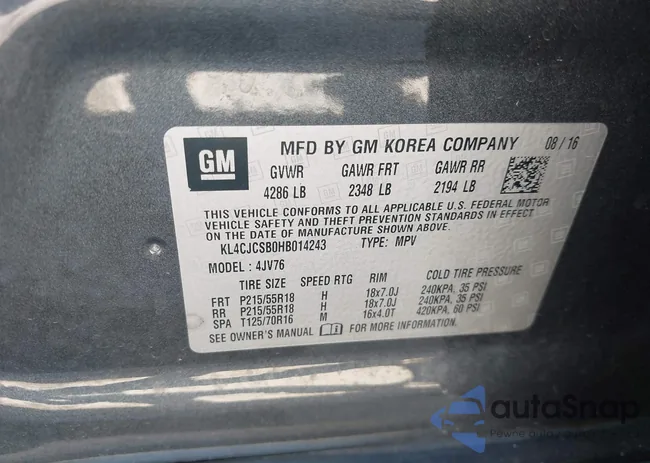 GM
MFD BY GM KOREA COMPANY 08/16
GVWR GAWR FRT GAWR RR
4286 LB 2348 LB 2194 LB
THIS VEHICLE CONFORMS TO ALL APPLICABLE U.S. FEDERAL MOTOR
VEHICLE SAFETY AND THEFT PREVENTION STANDARDS IN EFFECT
ON THE DATE OF MANUFACTURE SHOWN ABOVE.
KL4CJCSB0HB014243 TYPE: MPV
MODEL: 4JV76
TIRE SIZE SPEED RTG RIM COLD TIRE PRESSURE
FRT P215/55R18 H 18x7.0J 240KPA, 35 PSI
RR P215/55R18 H 18x7.0J 240KPA, 35 PSI
SPA T125/70R16 M 16x4.0T 420KPA, 60 PSI
SEE OWNER'S MANUAL FOR MORE INFORMATION.
autoSnap
Pewne auto